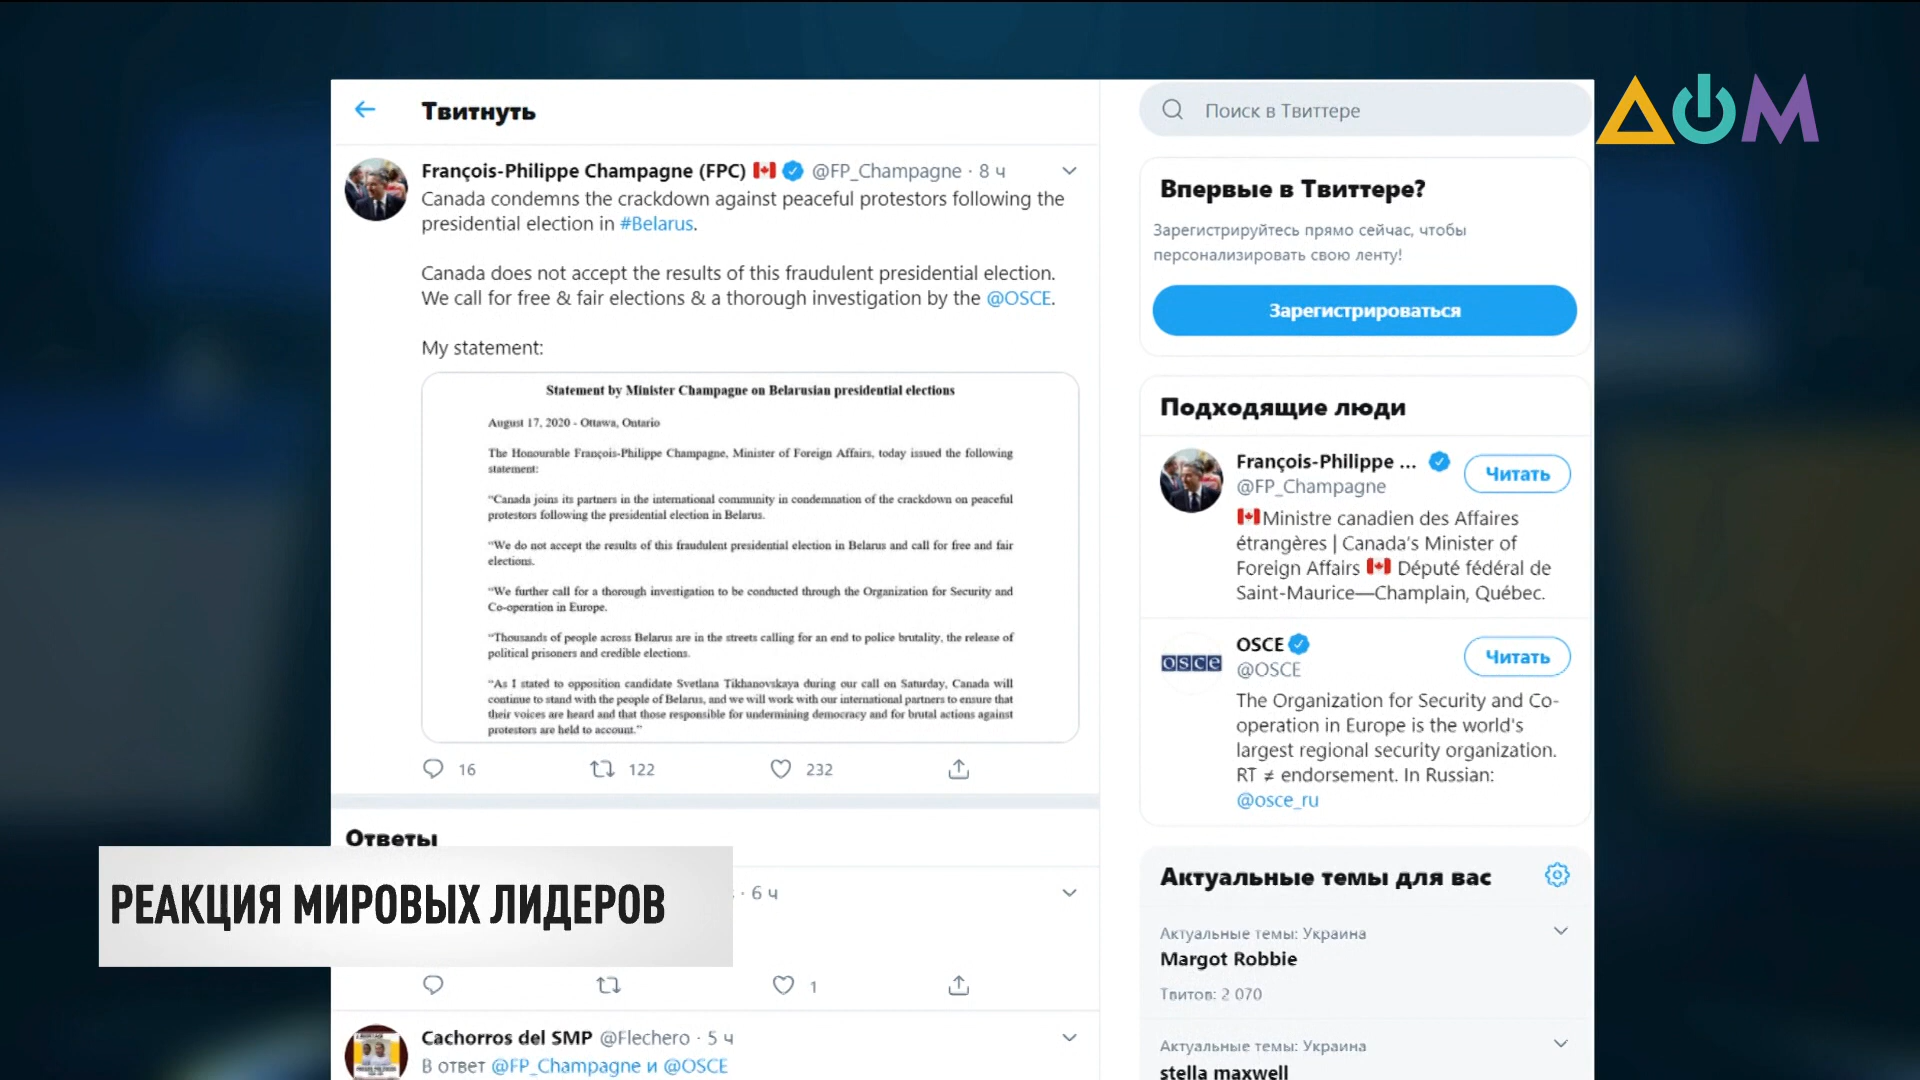 Твитнуть
François-Philippe Champagne (FPC) @FP_Champagne · 8 ч
Canada condemns the crackdown against peaceful protestors following the
presidential election in #Belarus.
Canada does not accept the results of this fraudulent presidential election.
We call for free & fair elections & a thorough investigation by the @OSCE.
My statement:
Statement by Minister Champagne on Belarusian presidential elections
August 17, 2020 - Ottawa, Ontario
The Honourable François-Philippe Champagne, Minister of Foreign Affairs, today issued the following
statement:
“Canada joins its partners in the international community in condemnation of the crackdown on peaceful
protestors following the presidential election in Belarus.
“We do not accept the results of this fraudulent presidential election in Belarus and call for free and fair
elections.
“We further call for a thorough investigation to be conducted through the Organization for Security and
Co-operation in Europe.
“Thousands of people across Belarus are in the streets calling for an end to police brutality, the release of
political prisoners and credible elections.
“As I stated to opposition candidate Svetlana Tikhanovskaya during our call on Saturday, Canada will
continue to stand with the people of Belarus, and we will work with our international partners to ensure that
their voices are heard and that those responsible for undermining democracy and for brutal actions against
protestors are held to account.”
16 122 232
Ответы
· 6 ч
1
Cachorros del SMP @Flechero · 5 ч
В ответ @FP_Champagne и @OSCE
РЕАКЦИЯ МИРОВЫХ ЛИДЕРОВ
Поиск в Твиттере
Впервые в Твиттере?
Зарегистрируйтесь прямо сейчас, чтобы
персонализировать свою ленту!
Зарегистрироваться
Подходящие люди
François-Philippe ...
@FP_Champagne
Читать
Ministre canadien des Affaires
étrangères | Canada’s Minister of
Foreign Affairs Député fédéral de
Saint-Maurice—Champlain, Québec.
OSCE
@OSCE
Читать
osce
The Organization for Security and Co-
operation in Europe is the world's
largest regional security organization.
RT ≠ endorsement. In Russian:
@osce_ru
Актуальные темы для вас
Актуальные темы: Украина
Margot Robbie
Твитов: 2 070
Актуальные темы: Украина
stella maxwell
ДОМ